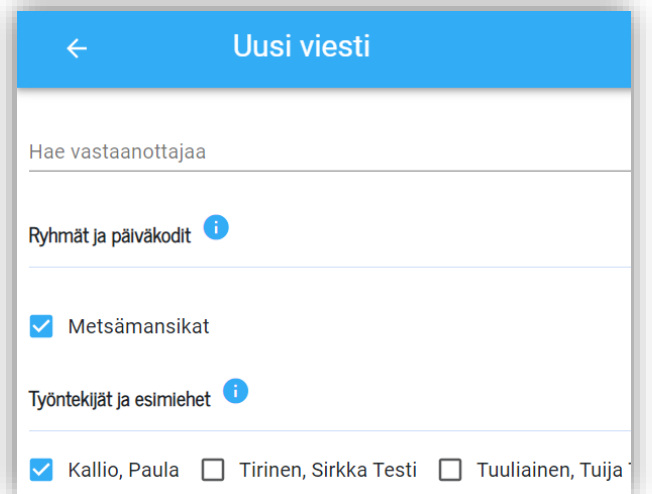 Uusi viesti
Hae vastaanottajaa
Ryhmät ja päiväkodit
Metsämansikat
Työntekijät ja esimiehet
Kallio, Paula Tirinen, Sirkka Testi Tuuliainen, Tuija